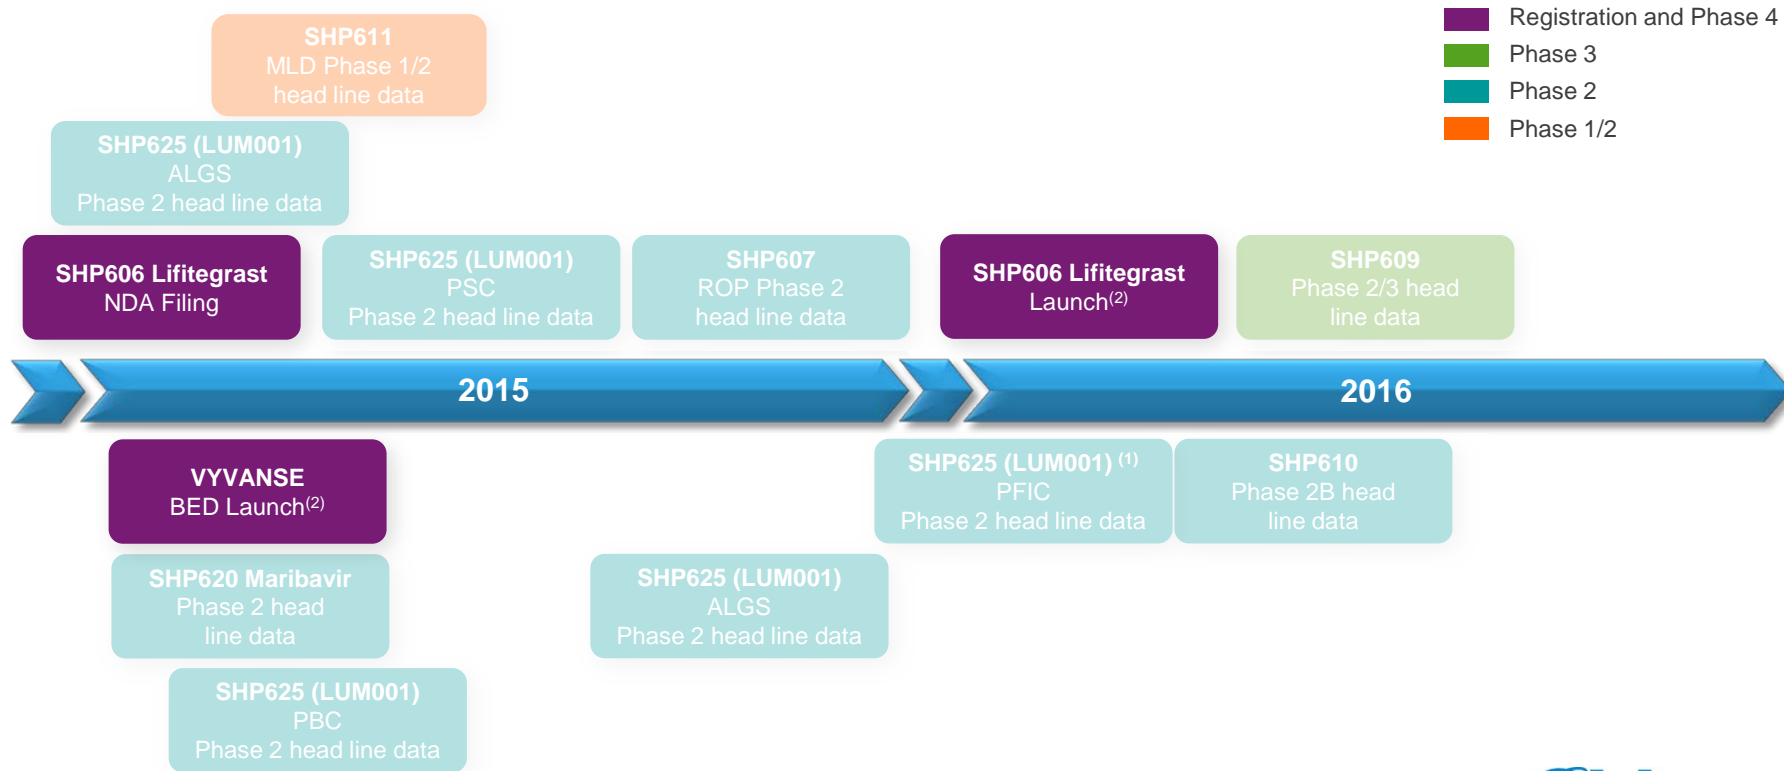 Registration and Phase 4
Phase 3
Phase 2
Phase 1/2
SHP611
MLD Phase 1/2
head line data
SHP625 (LUM001)
ALGS
Phase 2 head line data
SHP606 Lifitegrast
NDA Filing
SHP625 (LUM001)
PSC
Phase 2 head line data
SHP607
ROP Phase 2
head line data
SHP606 Lifitegrast
Launch(2)
SHP609
Phase 2/3 head
line data
2015
2016
VYVANSE
BED Launch(2)
SHP625 (LUM001) (1)
PFIC
Phase 2 head line data
SHP610
Phase 2B head
line data
SHP620 Maribavir
Phase 2 head
line data
SHP625 (LUM001)
ALGS
Phase 2 head line data
SHP625 (LUM001)
PBC
Phase 2 head line data